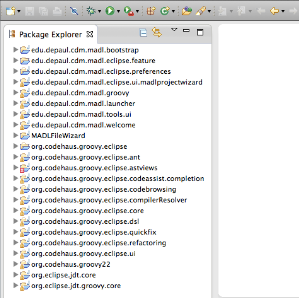 Package Explorer
edu.depaul.cdm.madl.bootstrap
edu.depaul.cdm.madl.eclipse.feature
edu.depaul.cdm.madl.eclipse.preferences
edu.depaul.cdm.madl.eclipse.ui.madlprojectwizard
edu.depaul.cdm.madl.groovy
edu.depaul.cdm.madl.launcher
edu.depaul.cdm.madl.tools.ui
edu.depaul.cdm.madl.welcome
MADLFileWizard
org.codehaus.groovy.eclipse
org.codehaus.groovy.eclipse.ant
org.codehaus.groovy.eclipse.astviews
org.codehaus.groovy.eclipse.codeassist.completion
org.codehaus.groovy.eclipse.codebrowsing
org.codehaus.groovy.eclipse.compilerResolver
org.codehaus.groovy.eclipse.core
org.codehaus.groovy.eclipse.dsl
org.codehaus.groovy.eclipse.quickfix
org.codehaus.groovy.eclipse.refactoring
org.codehaus.groovy.eclipse.ui
org.codehaus.groovy22
org.eclipse.jdt.core
org.eclipse.jdt.groovy.core